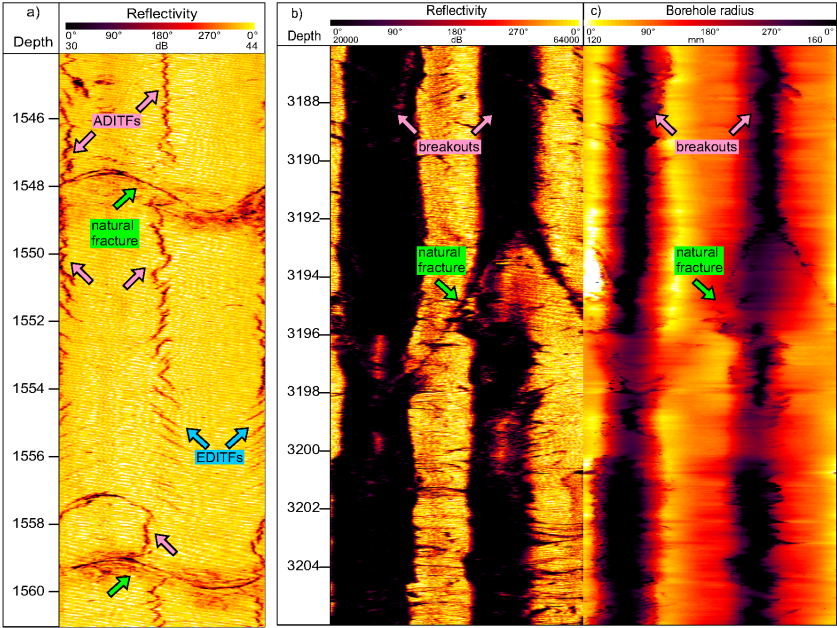 a)
Reflectivity
Depth
0° 90° 180° 270° 0°
30 dB 44
1546
1548
1550
1552
1554
1556
1558
1560
ADITFs
natural
fracture
EDITFs
b)
Reflectivity
Depth
0° 90° 180° 270° 0°
20000 dB 64000
3188
3190
3192
3194
3196
3198
3200
3202
3204
breakouts
natural
fracture
c)
Borehole radius
0° 90° 180° 270° 0°
120 mm 160
breakouts
natural
fracture